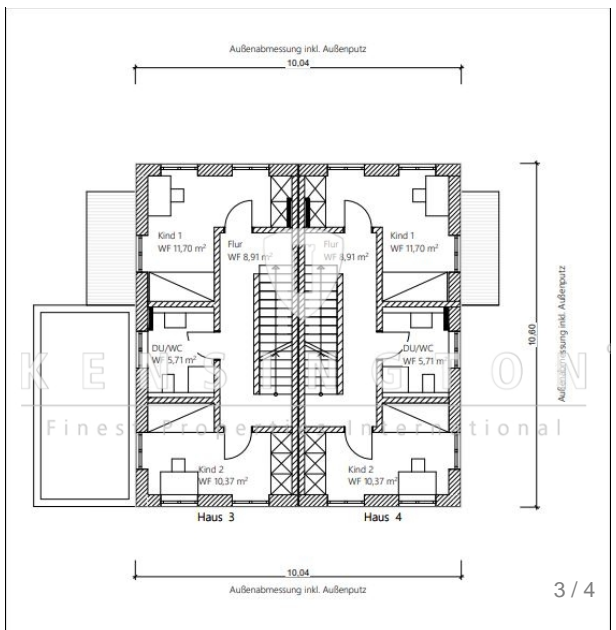 Außenabmessung inkl. Außenputz
10,04
Kind 1
WF 11,70 m²
Flur
WF 8,91 m²
Flur
WF 8,91 m²
Kind 1
WF 11,70 m²
10,60
Außenabmessung inkl. Außenputz
DU/WC
WF 5,71 m²
DU/WC
WF 5,71 m²
KENSINGTON
Finest Properties International
Kind 2
WF 10,37 m²
Kind 2
WF 10,37 m²
Haus 3
Haus 4
10,04
Außenabmessung inkl. Außenputz
3 / 4